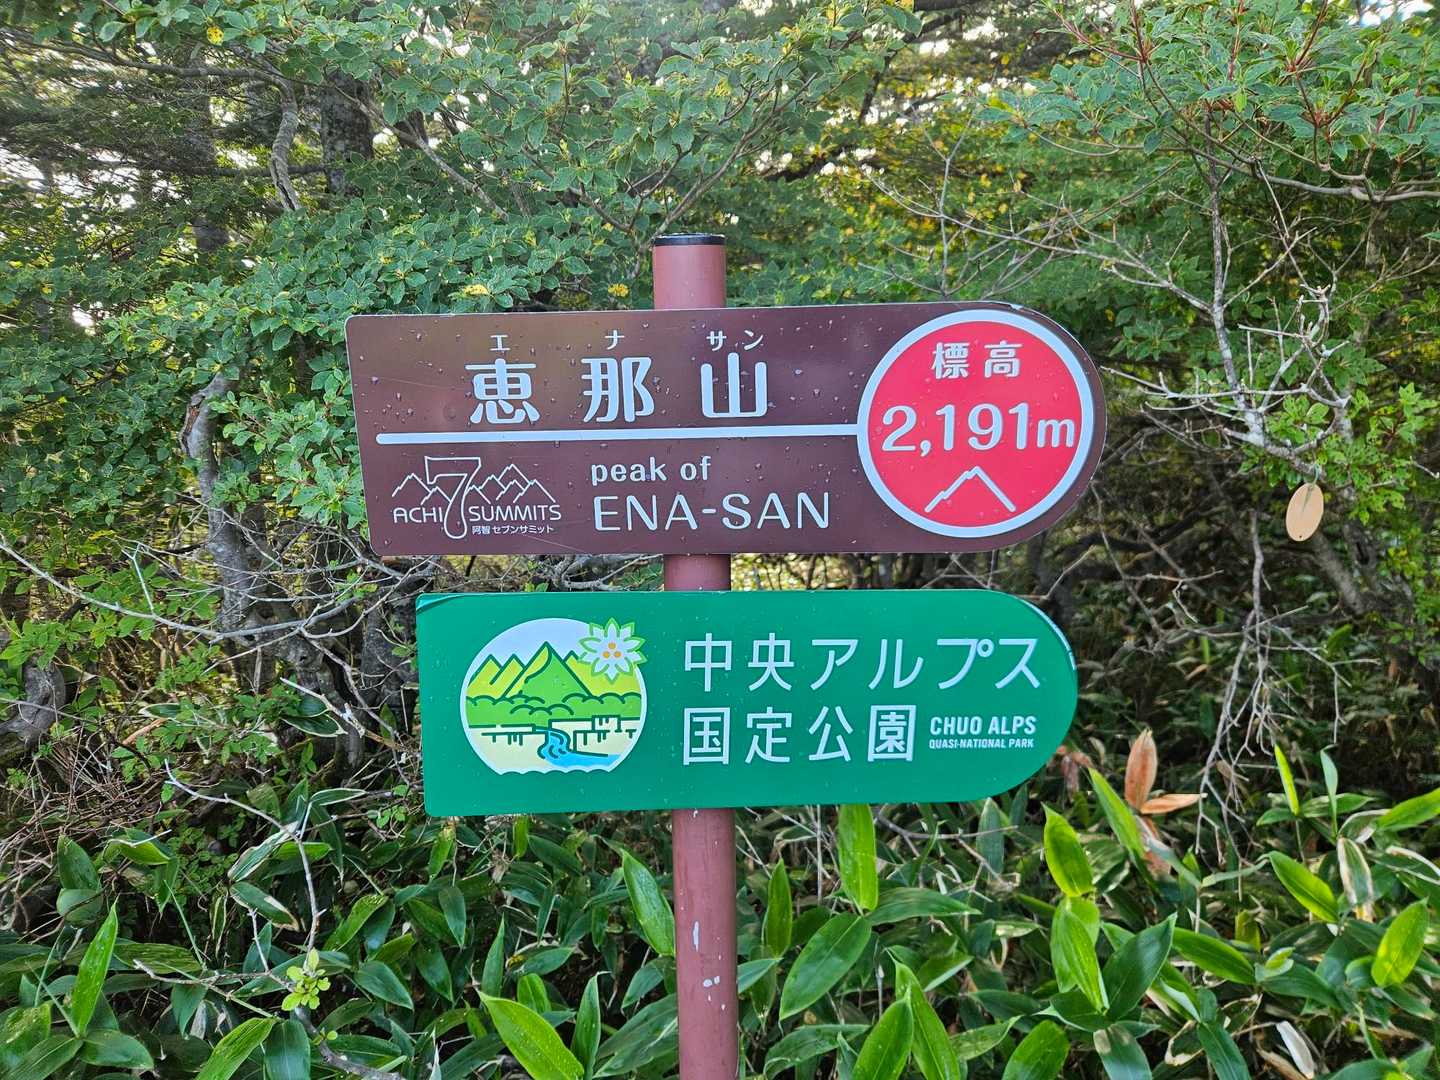 エ ナ サン
恵那山
標高
2,191m
peak of
ENA-SAN
ACHI 7 SUMMITS
阿智セブンサミット
中央アルプス
国定公園
CHUO ALPS
QUASI-NATIONAL PARK